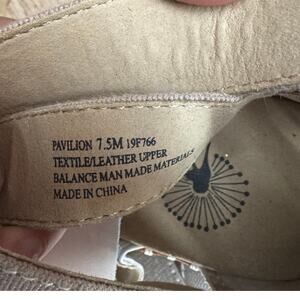 PAVILION 7.5M 19F766
TEXTILE/LEATHER UPPER
BALANCE MAN MADE MATERIALS
MADE IN CHINA